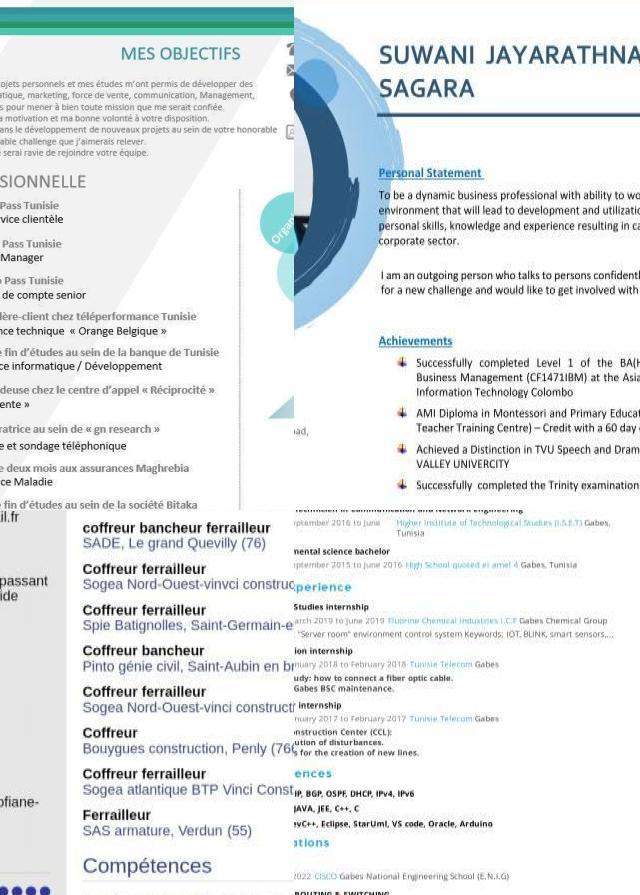 MES OBJECTIFS
ojets personnels et mes études m'ont permis de développer des
atique, marketing, force de vente, communication, Management,
s pour mener à bien toute mission que me serait confiée.
a motivation et ma bonne volonté à votre disposition.
ans le développement de nouveaux projets au sein de votre honorable
able challenge que j'aimerais relever.
serai ravie de rejoindre votre équipe.
SIONNELLE
Pass Tunisie
vice clientèle
Pass Tunisie
Manager
Pass Tunisie
de compte senior
lère-client chez téléperformance Tunisie
nce technique « Orange Belgique »
fin d'études au sein de la banque de Tunisie
ce informatique / Développement
deuse chez le centre d'appel « Réciprocité »
ente »
ratrice au sein de « gn research »
e et sondage téléphonique
e deux mois aux assurances Maghrebia
ce Maladie
e fin d'études au sein de la société Bitaka
Organi
SUWANI JAYARATHNA
SAGARA
Personal Statement
To be a dynamic business professional with ability to wo
environment that will lead to development and utilizatio
personal skills, knowledge and experience resulting in ca
corporate sector.
I am an outgoing person who talks to persons confidentl
for a new challenge and would like to get involved with
Achievements
Successfully completed Level 1 of the BA(H
Business Management (CF1471IBM) at the Asia
Information Technology Colombo
AMI Diploma in Montessori and Primary Educat
Teacher Training Centre) – Credit with a 60 day
Achieved a Distinction in TVU Speech and Dram
VALLEY UNIVERCITY
Successfully completed the Trinity examination
ad,
il.fr
passant
ide
ofiane-
coffreur bancheur ferrailleur
SADE, Le grand Quevilly (76)
Coffreur ferrailleur
Sogea Nord-Ouest-vinvci construc
Coffreur ferrailleur
Spie Batignolles, Saint-Germain-e
Coffreur bancheur
Pinto génie civil, Saint-Aubin en br
Coffreur ferrailleur
Sogea Nord-Ouest-vinci constructi
Coffreur
Bouygues construction, Penly (76
Coffreur ferrailleur
Sogea atlantique BTP Vinci Const
Ferrailleur
SAS armature, Verdun (55)
Compétences
eptember 2016 to June Higher Institute of Technological Studies (I.S.E.T) Gabes,
Tunisia
mental science bachelor
eptember 2015 to June 2016 High School quoted el amel 4 Gabes, Tunisia
perience
Studies internship
arch 2019 to June 2019 Fluorine Chemical Industries I.C.F Gabes Chemical Group
"Server room" environment control system Keywords: IOT, BLINK, smart sensors,...
ion internship
nuary 2018 to February 2018 Tunisie Telecom Gabes
udy: how to connect a fiber optic cable.
Gabes BSC maintenance.
internship
nuary 2017 to February 2017 Tunisie Telecom Gabes
nstruction Center (CCL):
ution of disturbances.
s for the creation of new lines.
ences
IP, BGP, OSPF, DHCP, IPv4, IPv6
JAVA, JEE, C++, C
evC++, Eclipse, StarUml, VS code, Oracle, Arduino
ations
2022 CISCO Gabes National Engineering School (E.N.I.G)